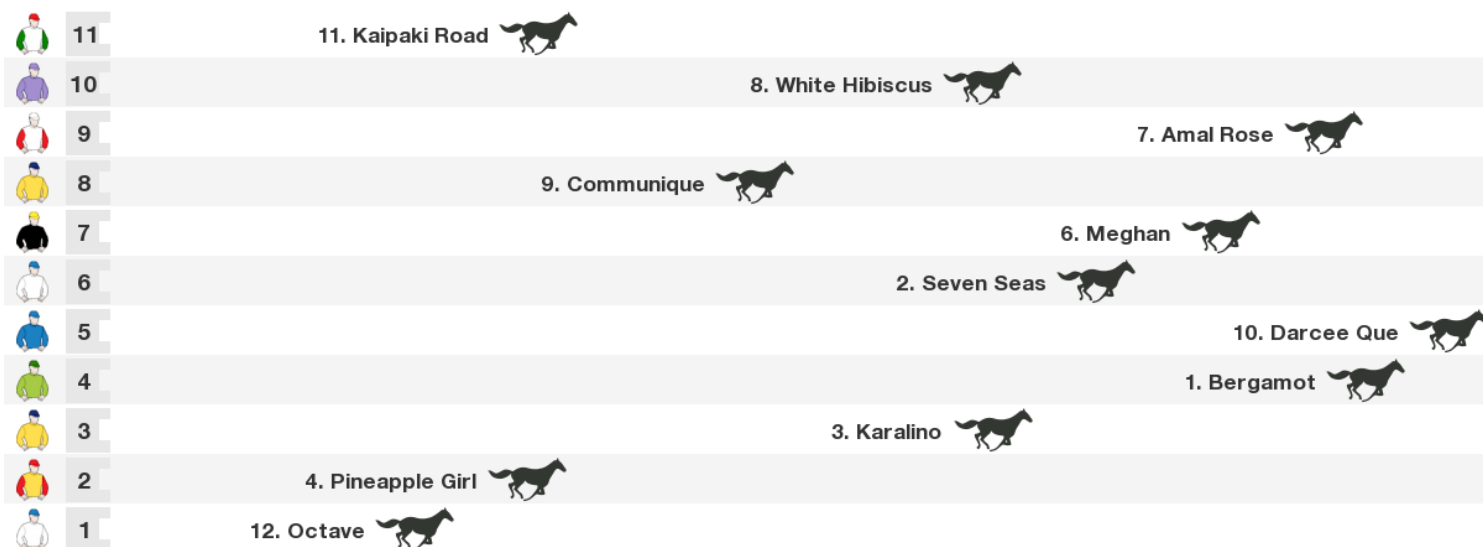 11 11. Kaipaki Road
10 8. White Hibiscus
9 7. Amal Rose
8 9. Communique
7 6. Meghan
6 2. Seven Seas
5 10. Darcee Que
4 1. Bergamot
3 3. Karalino
2 4. Pineapple Girl
1 12. Octave